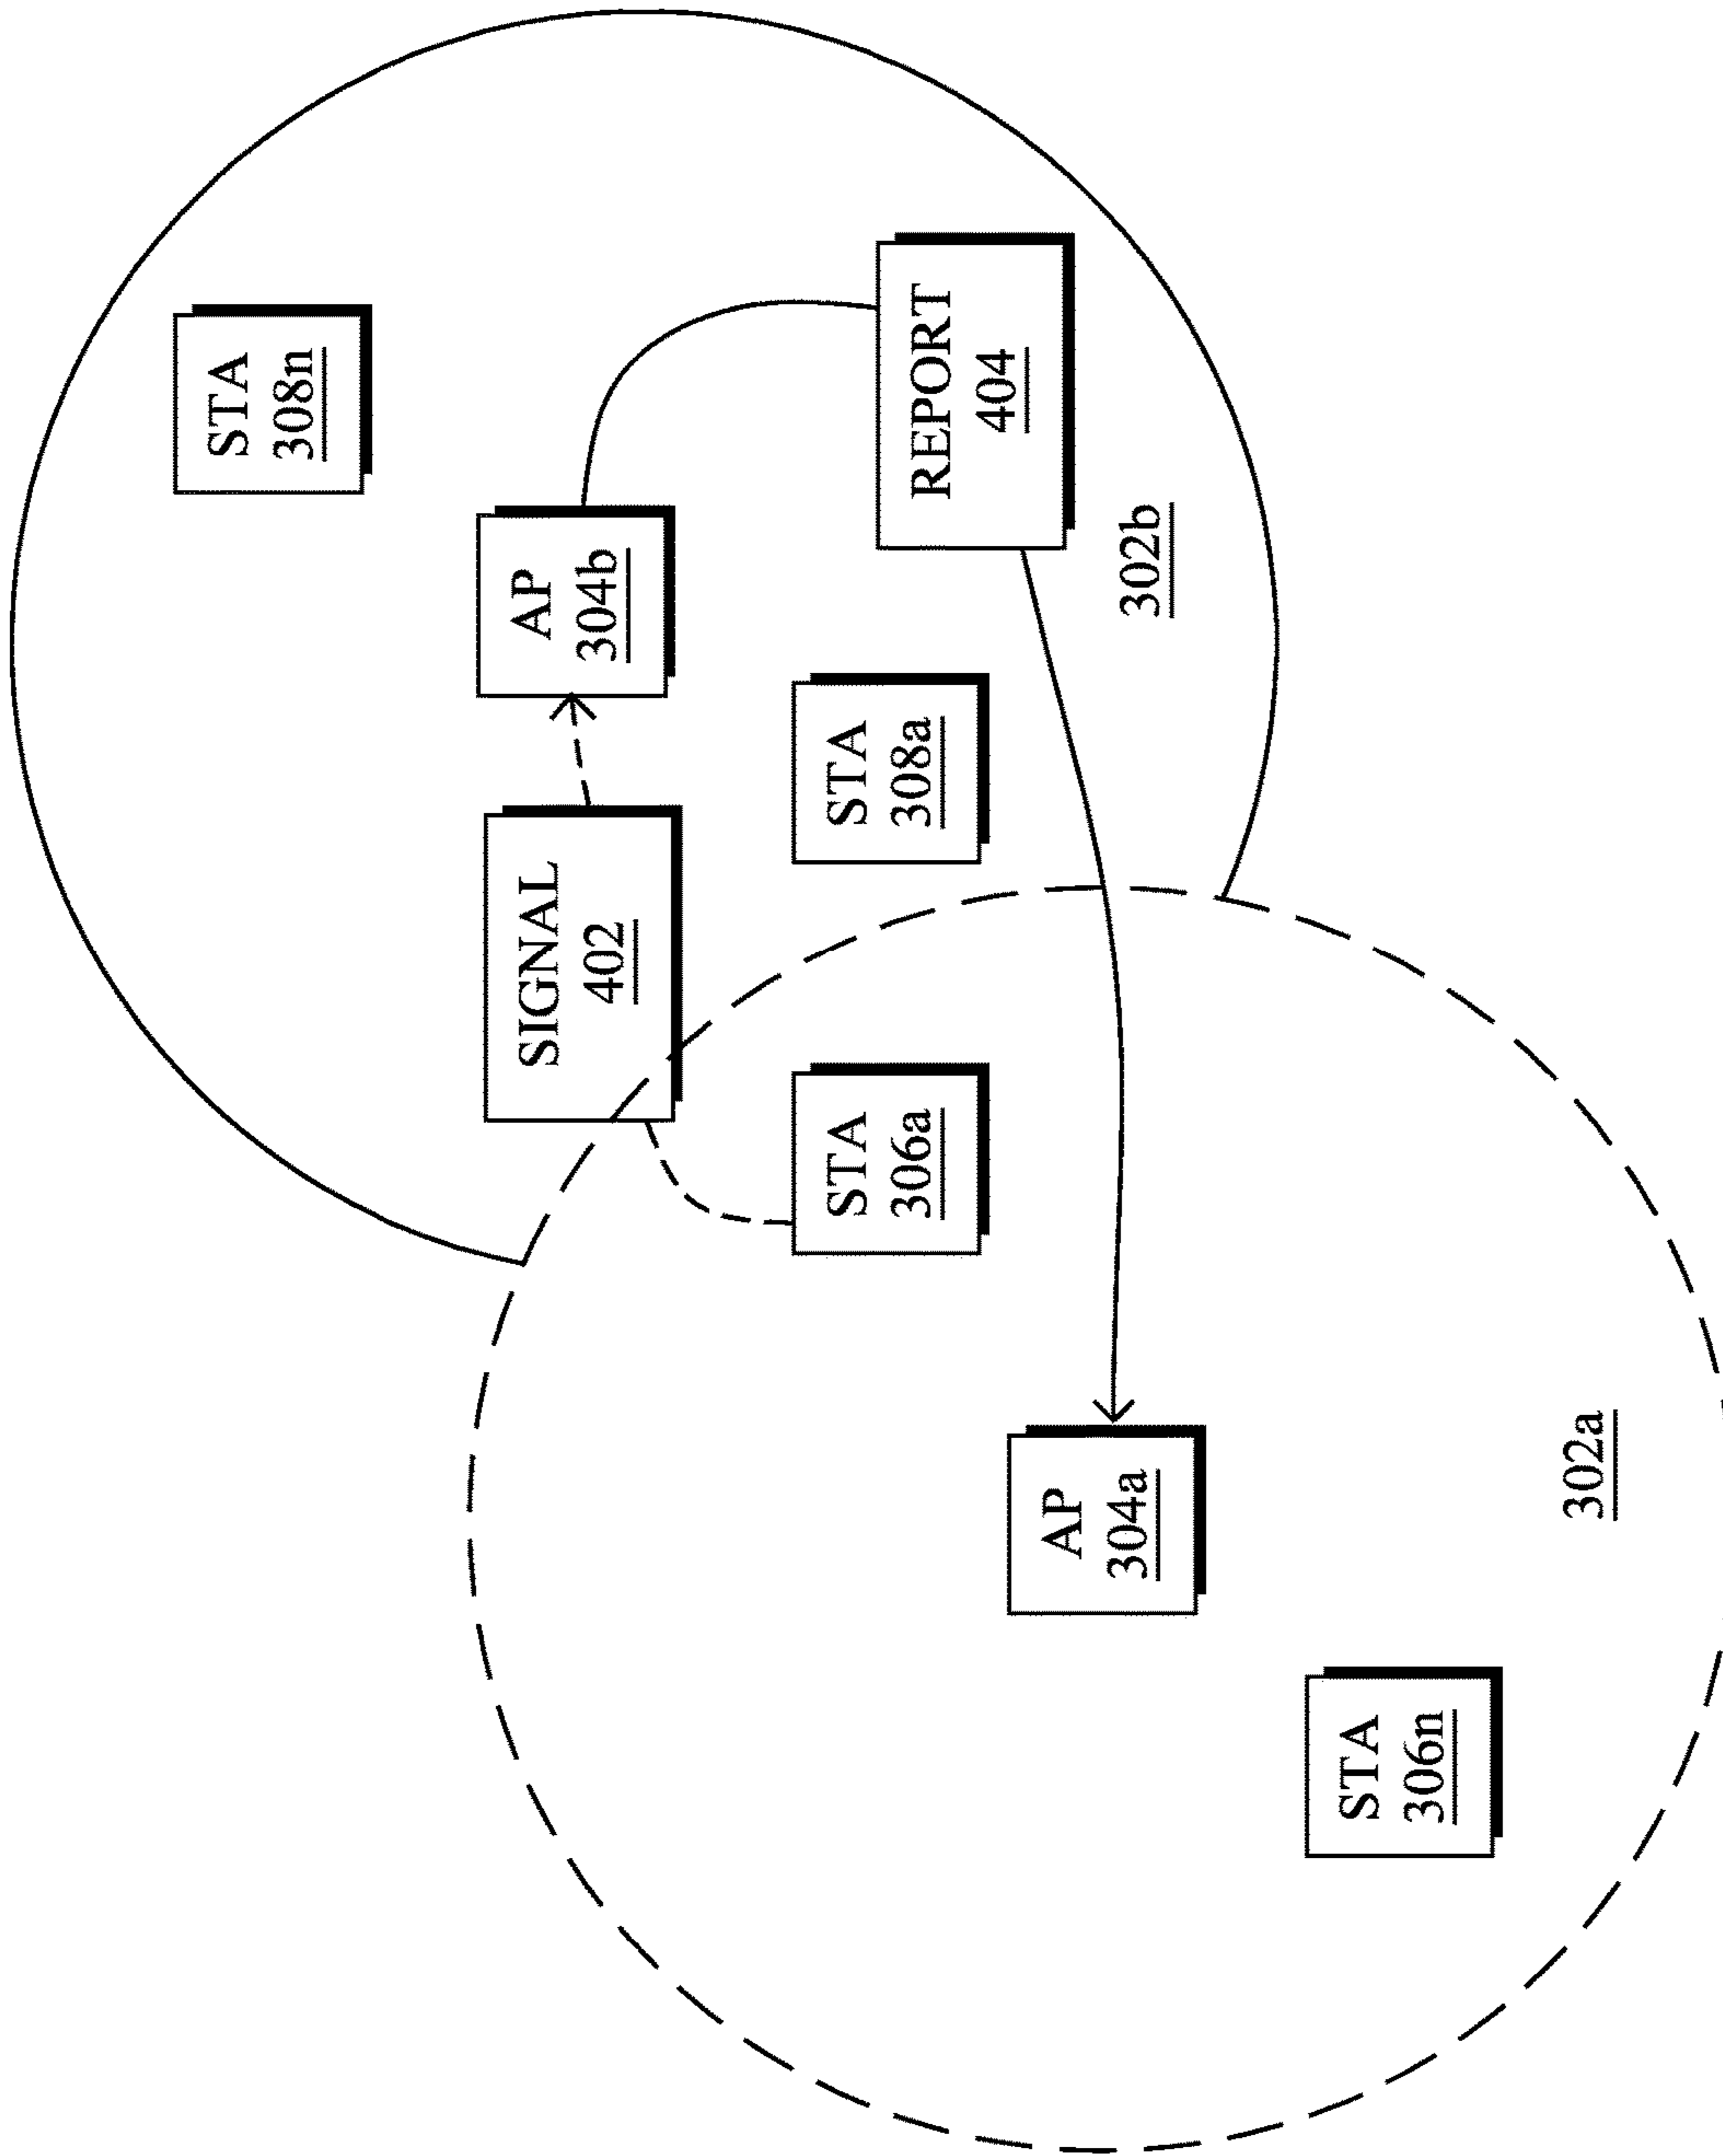 STA
308n
SIGNAL
402
AP
304b
STA
306a
STA
308a
REPORT
404
AP
304a
302b
STA
306n
302a